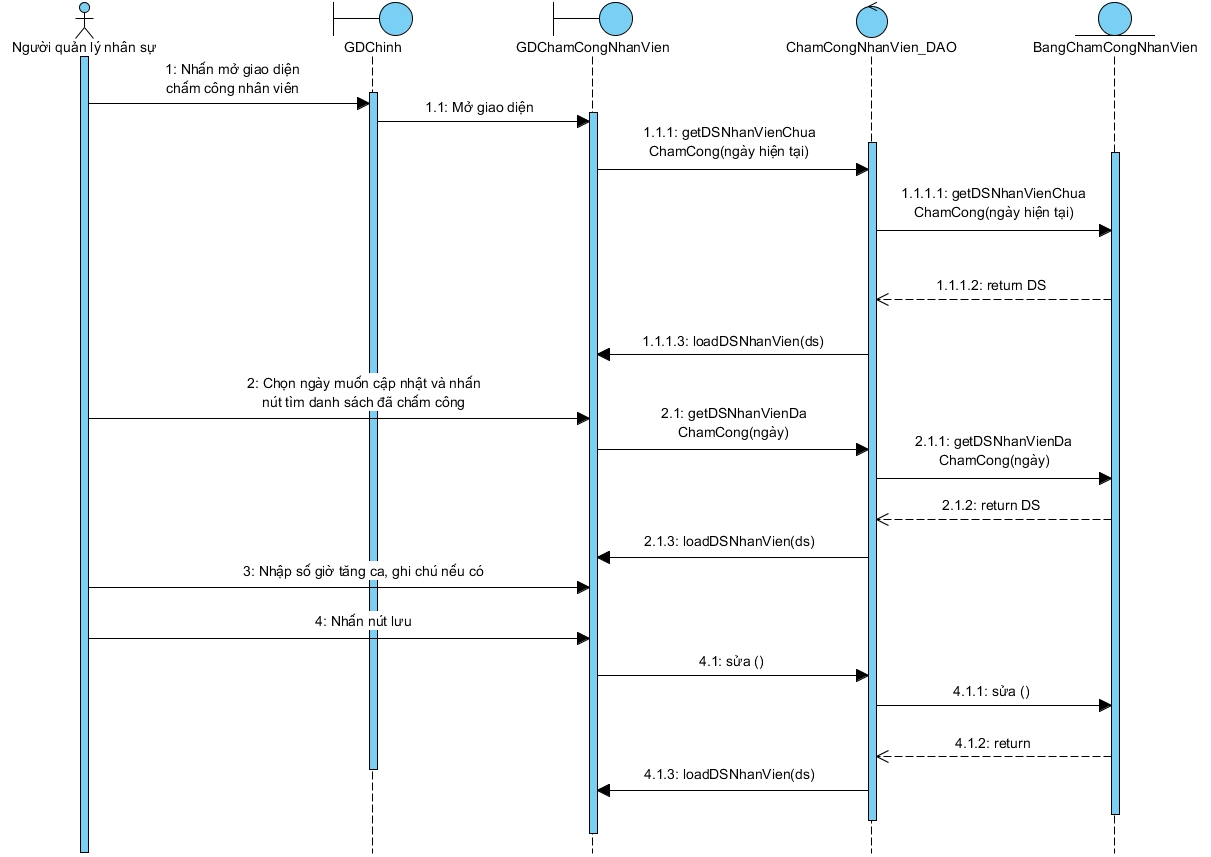 Người quản lý nhân sự
GDChinh
GDChamCongNhanVien
ChamCongNhanVien_DAO
BangChamCongNhanVien
1: Nhấn mở giao diện
chấm công nhân viên
1.1: Mở giao diện
1.1.1: getDSNhanVienChua
ChamCong(ngày hiện tại)
1.1.1.1: getDSNhanVienChua
ChamCong(ngày hiện tại)
1.1.1.2: return DS
1.1.1.3: loadDSNhanVien(ds)
2: Chọn ngày muốn cập nhật và nhấn
nút tìm danh sách đã chấm công
2.1: getDSNhanVienDa
ChamCong(ngày)
2.1.1: getDSNhanVienDa
ChamCong(ngày)
2.1.2: return DS
2.1.3: loadDSNhanVien(ds)
3: Nhập số giờ tăng ca, ghi chú nếu có
4: Nhấn nút lưu
4.1: sửa ()
4.1.1: sửa ()
4.1.2: return
4.1.3: loadDSNhanVien(ds)